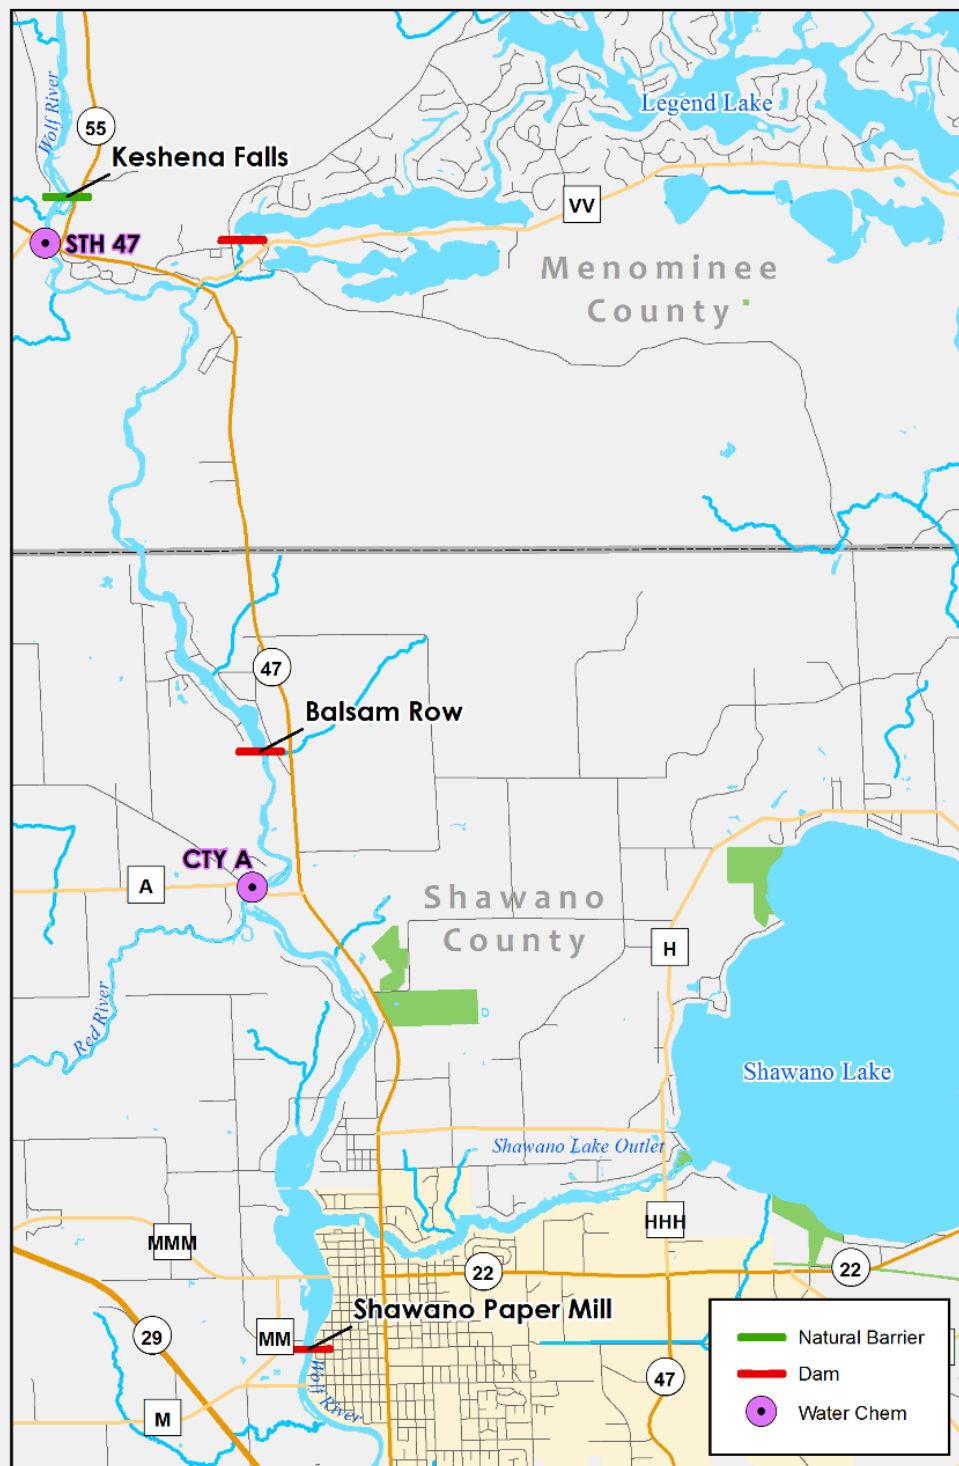 Wolf River
55
Keshena Falls
Legend Lake
VV
STH 47
Menominee
County
47
Balsam Row
CTY A
A
Shawano
County
H
Red River
Shawano Lake
Shawano Lake Outlet
HHH
MMM
22
22
Shawano Paper Mill
29
MM
Wolf River
47
M
Natural Barrier
Dam
Water Chem